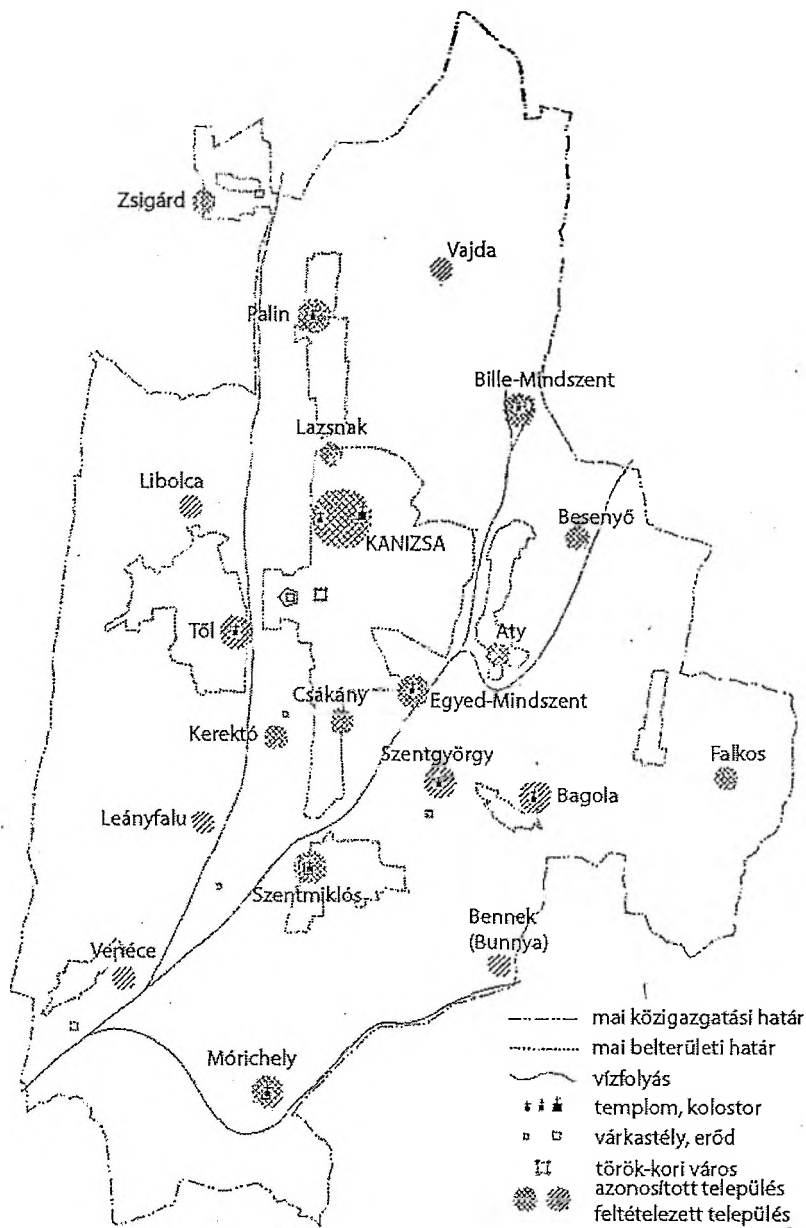 Zsigárd
Vajda
Palin
Bille-Mindszent
Lazsnak
Libolca
Besenyő
KANIZSA
Től
Aty
Csákány
Egyed-Mindszent
Kerektó
Szentgyörgy
Falkos
Bagola
Leányfalu
Szentmiklós
Bennek
(Bunnya)
Venéce
Mórichely
mai közigazgatási határ
mai belterületi határ
vízfolyás
templom, kolostor
várkastély, erőd
török-kori város
azonosított település
feltételezett település